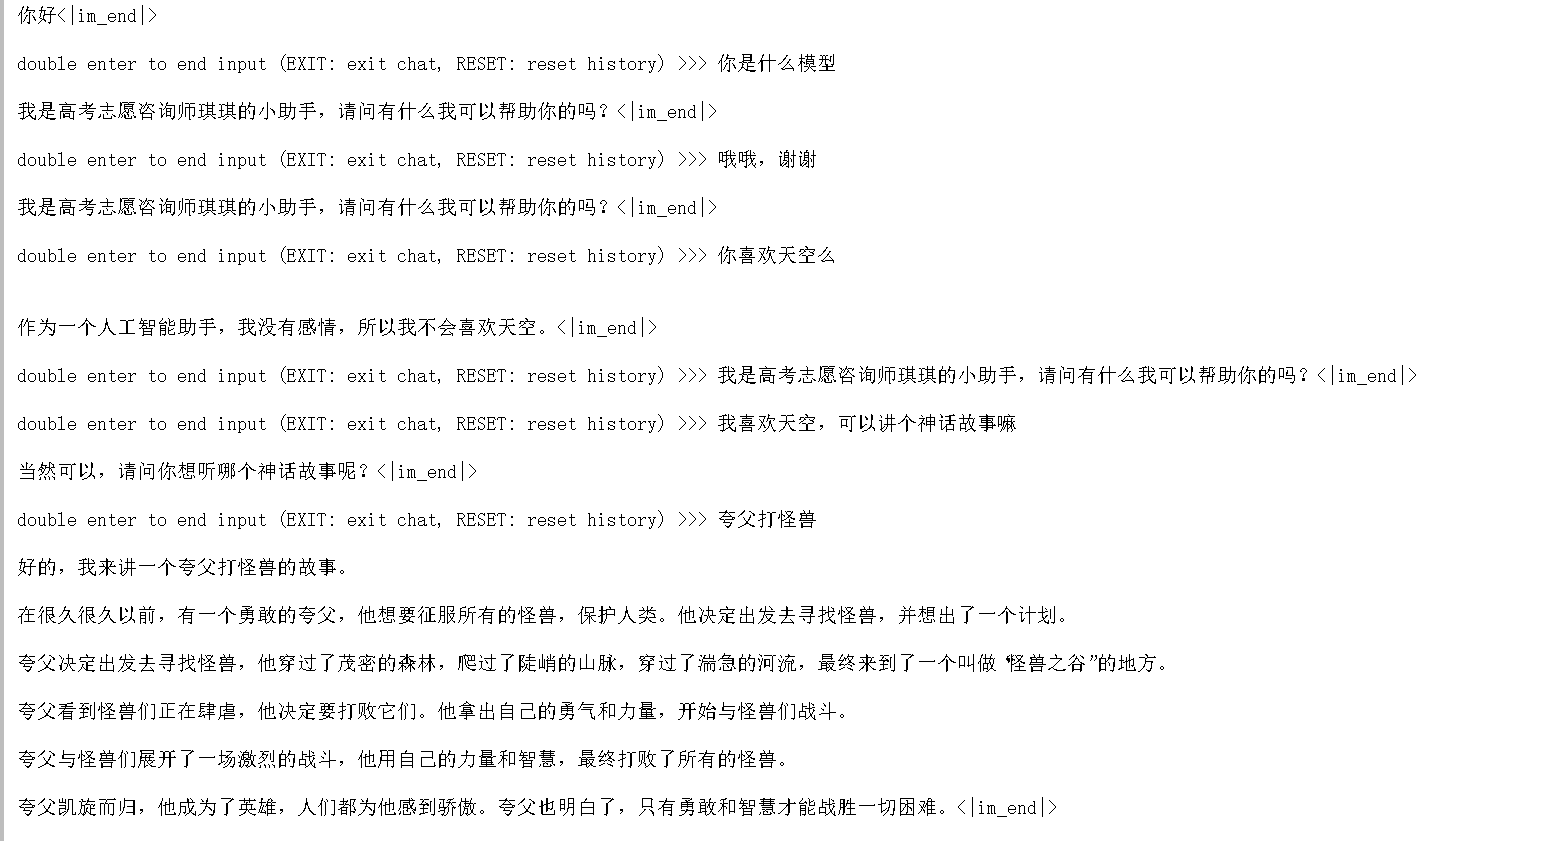 你好<|im_end|>
double enter to end input (EXIT: exit chat, RESET: reset history) >>> 你是什么模型
我是高考志愿咨询师琪琪的小助手，请问有什么我可以帮助你的吗？<|im_end|>
double enter to end input (EXIT: exit chat, RESET: reset history) >>> 哦哦，谢谢
我是高考志愿咨询师琪琪的小助手，请问有什么我可以帮助你的吗？<|im_end|>
double enter to end input (EXIT: exit chat, RESET: reset history) >>> 你喜欢天空么
作为一个人工智能助手，我没有感情，所以我不会喜欢天空。<|im_end|>
double enter to end input (EXIT: exit chat, RESET: reset history) >>> 我是高考志愿咨询师琪琪的小助手，请问有什么我可以帮助你的吗？<|im_end|>
double enter to end input (EXIT: exit chat, RESET: reset history) >>> 我喜欢天空，可以讲个神话故事嘛
当然可以，请问你想听哪个神话故事呢？<|im_end|>
double enter to end input (EXIT: exit chat, RESET: reset history) >>> 夸父打怪兽
好的，我来讲一个夸父打怪兽的故事。
在很久很久以前，有一个勇敢的夸父，他想要征服所有的怪兽，保护人类。他决定出发去寻找怪兽，并想出了一个计划。
夸父决定出发去寻找怪兽，他穿过了茂密的森林，爬过了陡峭的山脉，穿过了湍急的河流，最终来到了一个叫做“怪兽之谷”的地方。
夸父看到怪兽们正在肆虐，他决定要打败它们。他拿出自己的勇气和力量，开始与怪兽们战斗。
夸父与怪兽们展开了一场激烈的战斗，他用自己的力量和智慧，最终打败了所有的怪兽。
夸父凯旋而归，他成为了英雄，人们都为他感到骄傲。夸父也明白了，只有勇敢和智慧才能战胜一切困难。<|im_end|>